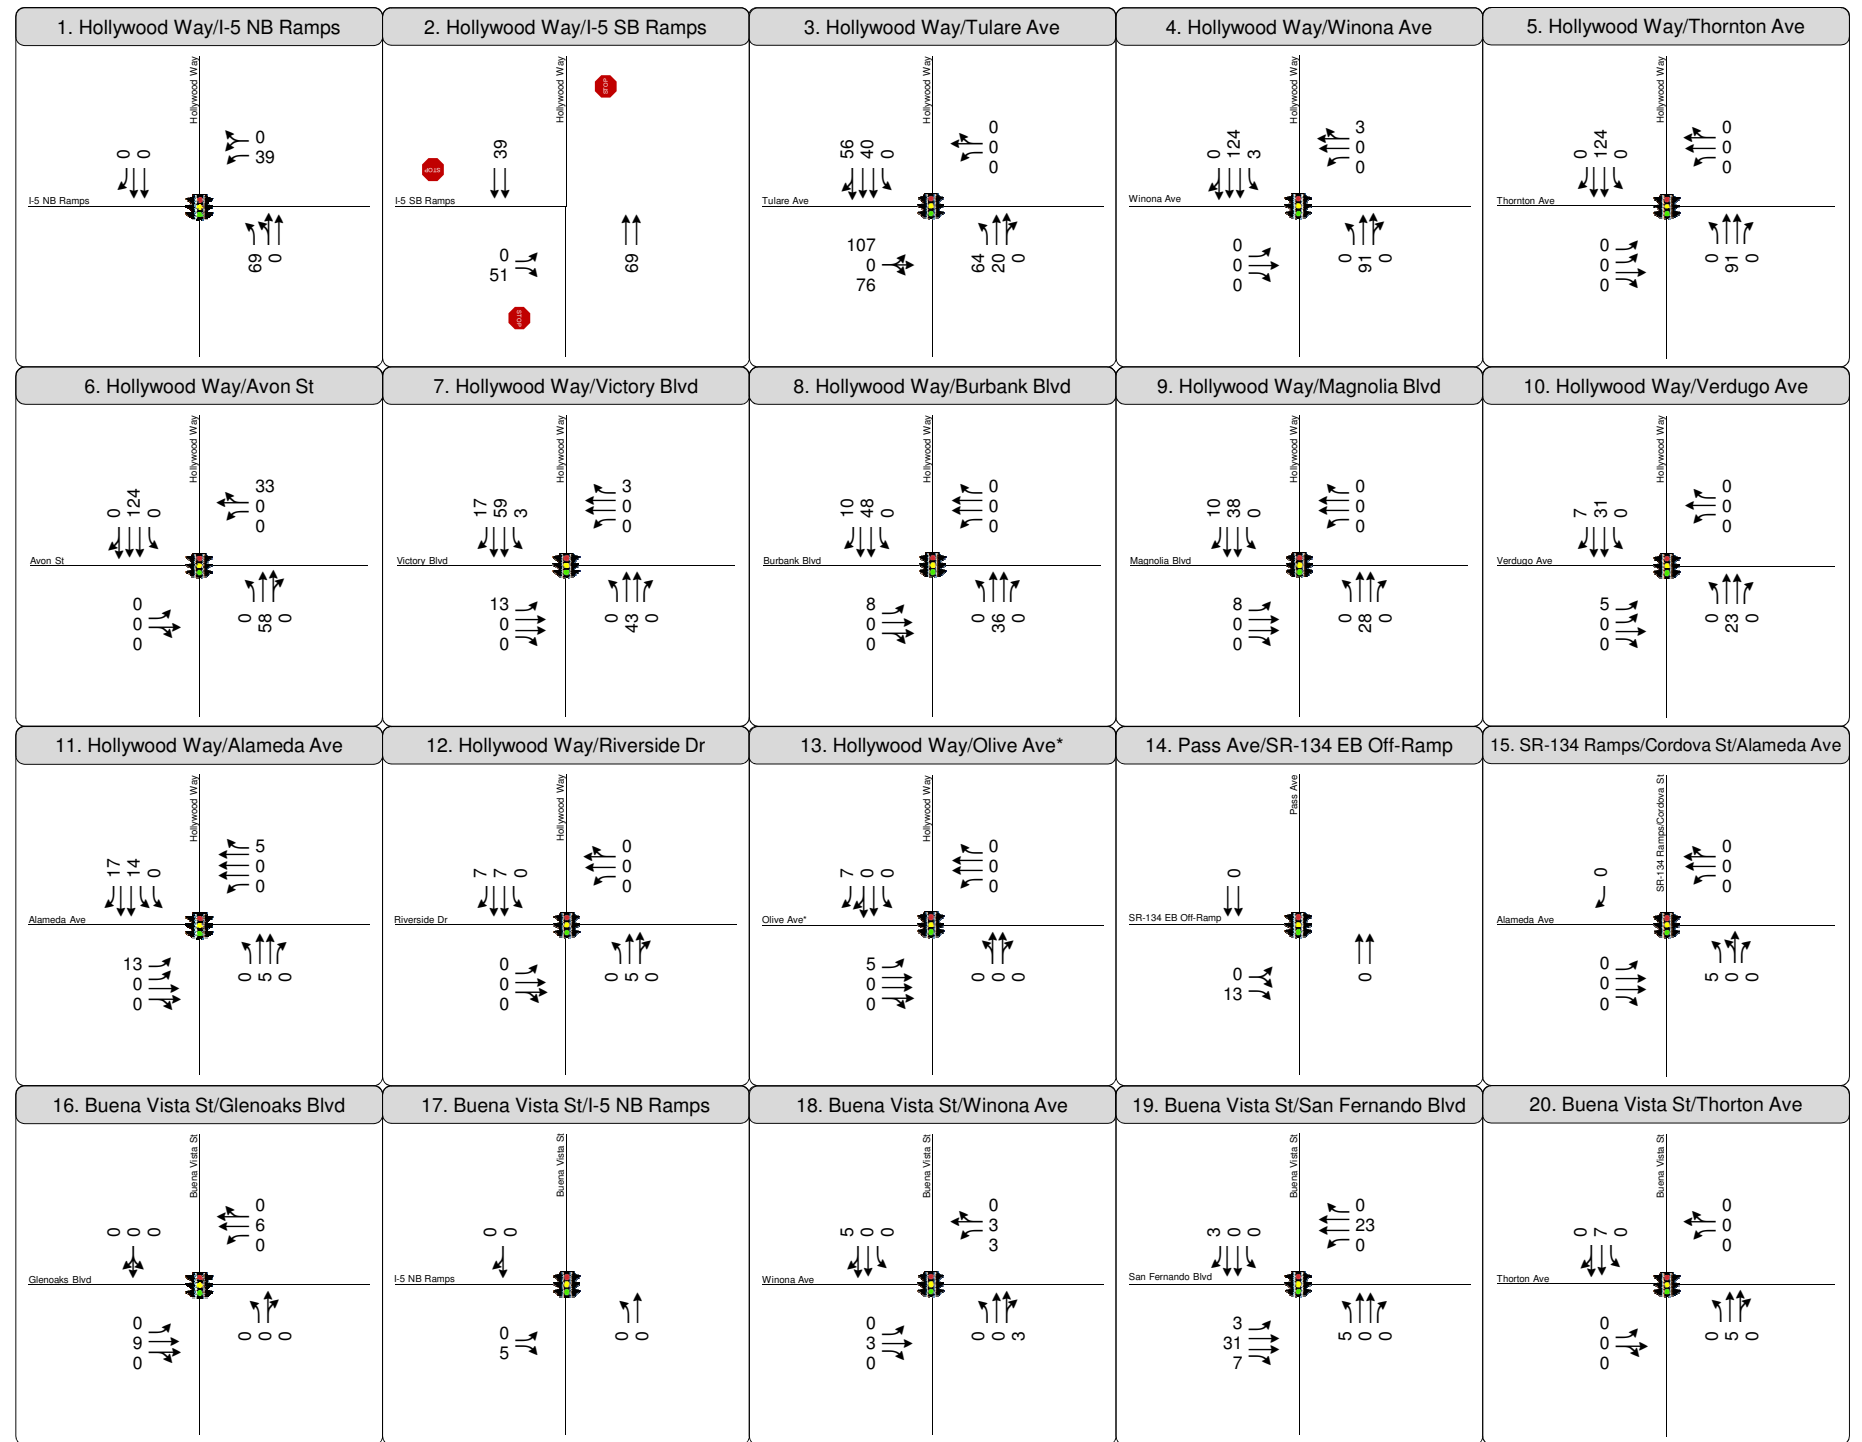 1. Hollywood Way/I-5 NB Ramps
Hollywood Way
0 0
0
39
I-5 NB Ramps
69 0
2. Hollywood Way/I-5 SB Ramps
Hollywood Way
STOP
39
STOP
I-5 SB Ramps
0
51
69
STOP
3. Hollywood Way/Tulare Ave
Hollywood Way
56 40 0
0
0
0
Tulare Ave
107
0
76
64 20 0
4. Hollywood Way/Winona Ave
Hollywood Way
0 124 3
3
0
0
Winona Ave
0
0
0
0 91 0
5. Hollywood Way/Thornton Ave
Hollywood Way
0 124 0
0
0
0
Thornton Ave
0
0
0
0 91 0
6. Hollywood Way/Avon St
Hollywood Way
0 124 0
33
0
0
Avon St
0
0
0
0 58 0
7. Hollywood Way/Victory Blvd
Hollywood Way
17 59 3
3
0
0
Victory Blvd
13
0
0
0 43 0
8. Hollywood Way/Burbank Blvd
Hollywood Way
10 48 0
0
0
0
Burbank Blvd
8
0
0
0 36 0
9. Hollywood Way/Magnolia Blvd
Hollywood Way
10 38 0
0
0
0
Magnolia Blvd
8
0
0
0 28 0
10. Hollywood Way/Verdugo Ave
Hollywood Way
7 31 0
0
0
0
Verdugo Ave
5
0
0
0 23 0
11. Hollywood Way/Alameda Ave
Hollywood Way
17 14 0
5
0
0
Alameda Ave
13
0
0
0 5 0
12. Hollywood Way/Riverside Dr
Hollywood Way
7 7 0
0
0
0
Riverside Dr
0
0
0
0 5 0
13. Hollywood Way/Olive Ave*
Hollywood Way
7 0 0
0
0
0
Olive Ave*
5
0
0
0 0 0
14. Pass Ave/SR-134 EB Off-Ramp
Pass Ave
0
SR-134 EB Off-Ramp
0
13
0
15. SR-134 Ramps/Cordova St/Alameda Ave
SR-134 Ramps/Cordova St
0
0
0
0
Alameda Ave
0
0
0
5 0 0
16. Buena Vista St/Glenoaks Blvd
Buena Vista St
0 0 0
0
6
0
Glenoaks Blvd
0
9
0
0 0 0
17. Buena Vista St/I-5 NB Ramps
Buena Vista St
0 0
I-5 NB Ramps
0
5
0 0
18. Buena Vista St/Winona Ave
Buena Vista St
5 0 0
0
3
3
Winona Ave
0
3
0
0 0 3
19. Buena Vista St/San Fernando Blvd
Buena Vista St
3 0 0
0
23
0
San Fernando Blvd
3
31
7
5 0 0
20. Buena Vista St/Thorton Ave
Buena Vista St
0 7 0
0
0
0
Thorton Ave
0
0
0
0 5 0